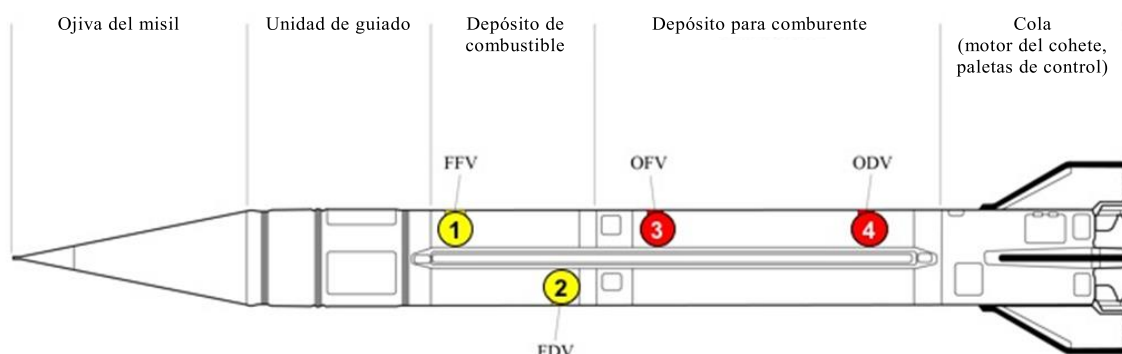 Ojiva del misil
Unidad de guiado
Depósito de
combustible
Depósito para comburente
Cola
(motor del cohete,
paletas de control)
FFV
OFV
ODV
1
3
4
2
FDV